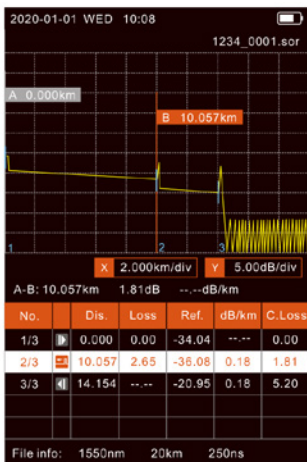 2020-01-01 WED 10:08
1234_0001.sor
A 0.000km
B 10.057km
1 2 3
X 2.000km/div Y 5.00dB/div
A-B: 10.057km 1.81dB --.--dB/km
No. Dis. Loss Ref. dB/km C.Loss
1/3 0.000 0.00 -34.04 --.-- 0.00
2/3 10.057 2.65 -36.08 0.18 1.81
3/3 14.154 --.-- -20.95 0.18 5.20
File info: 1550nm 20km 250ns